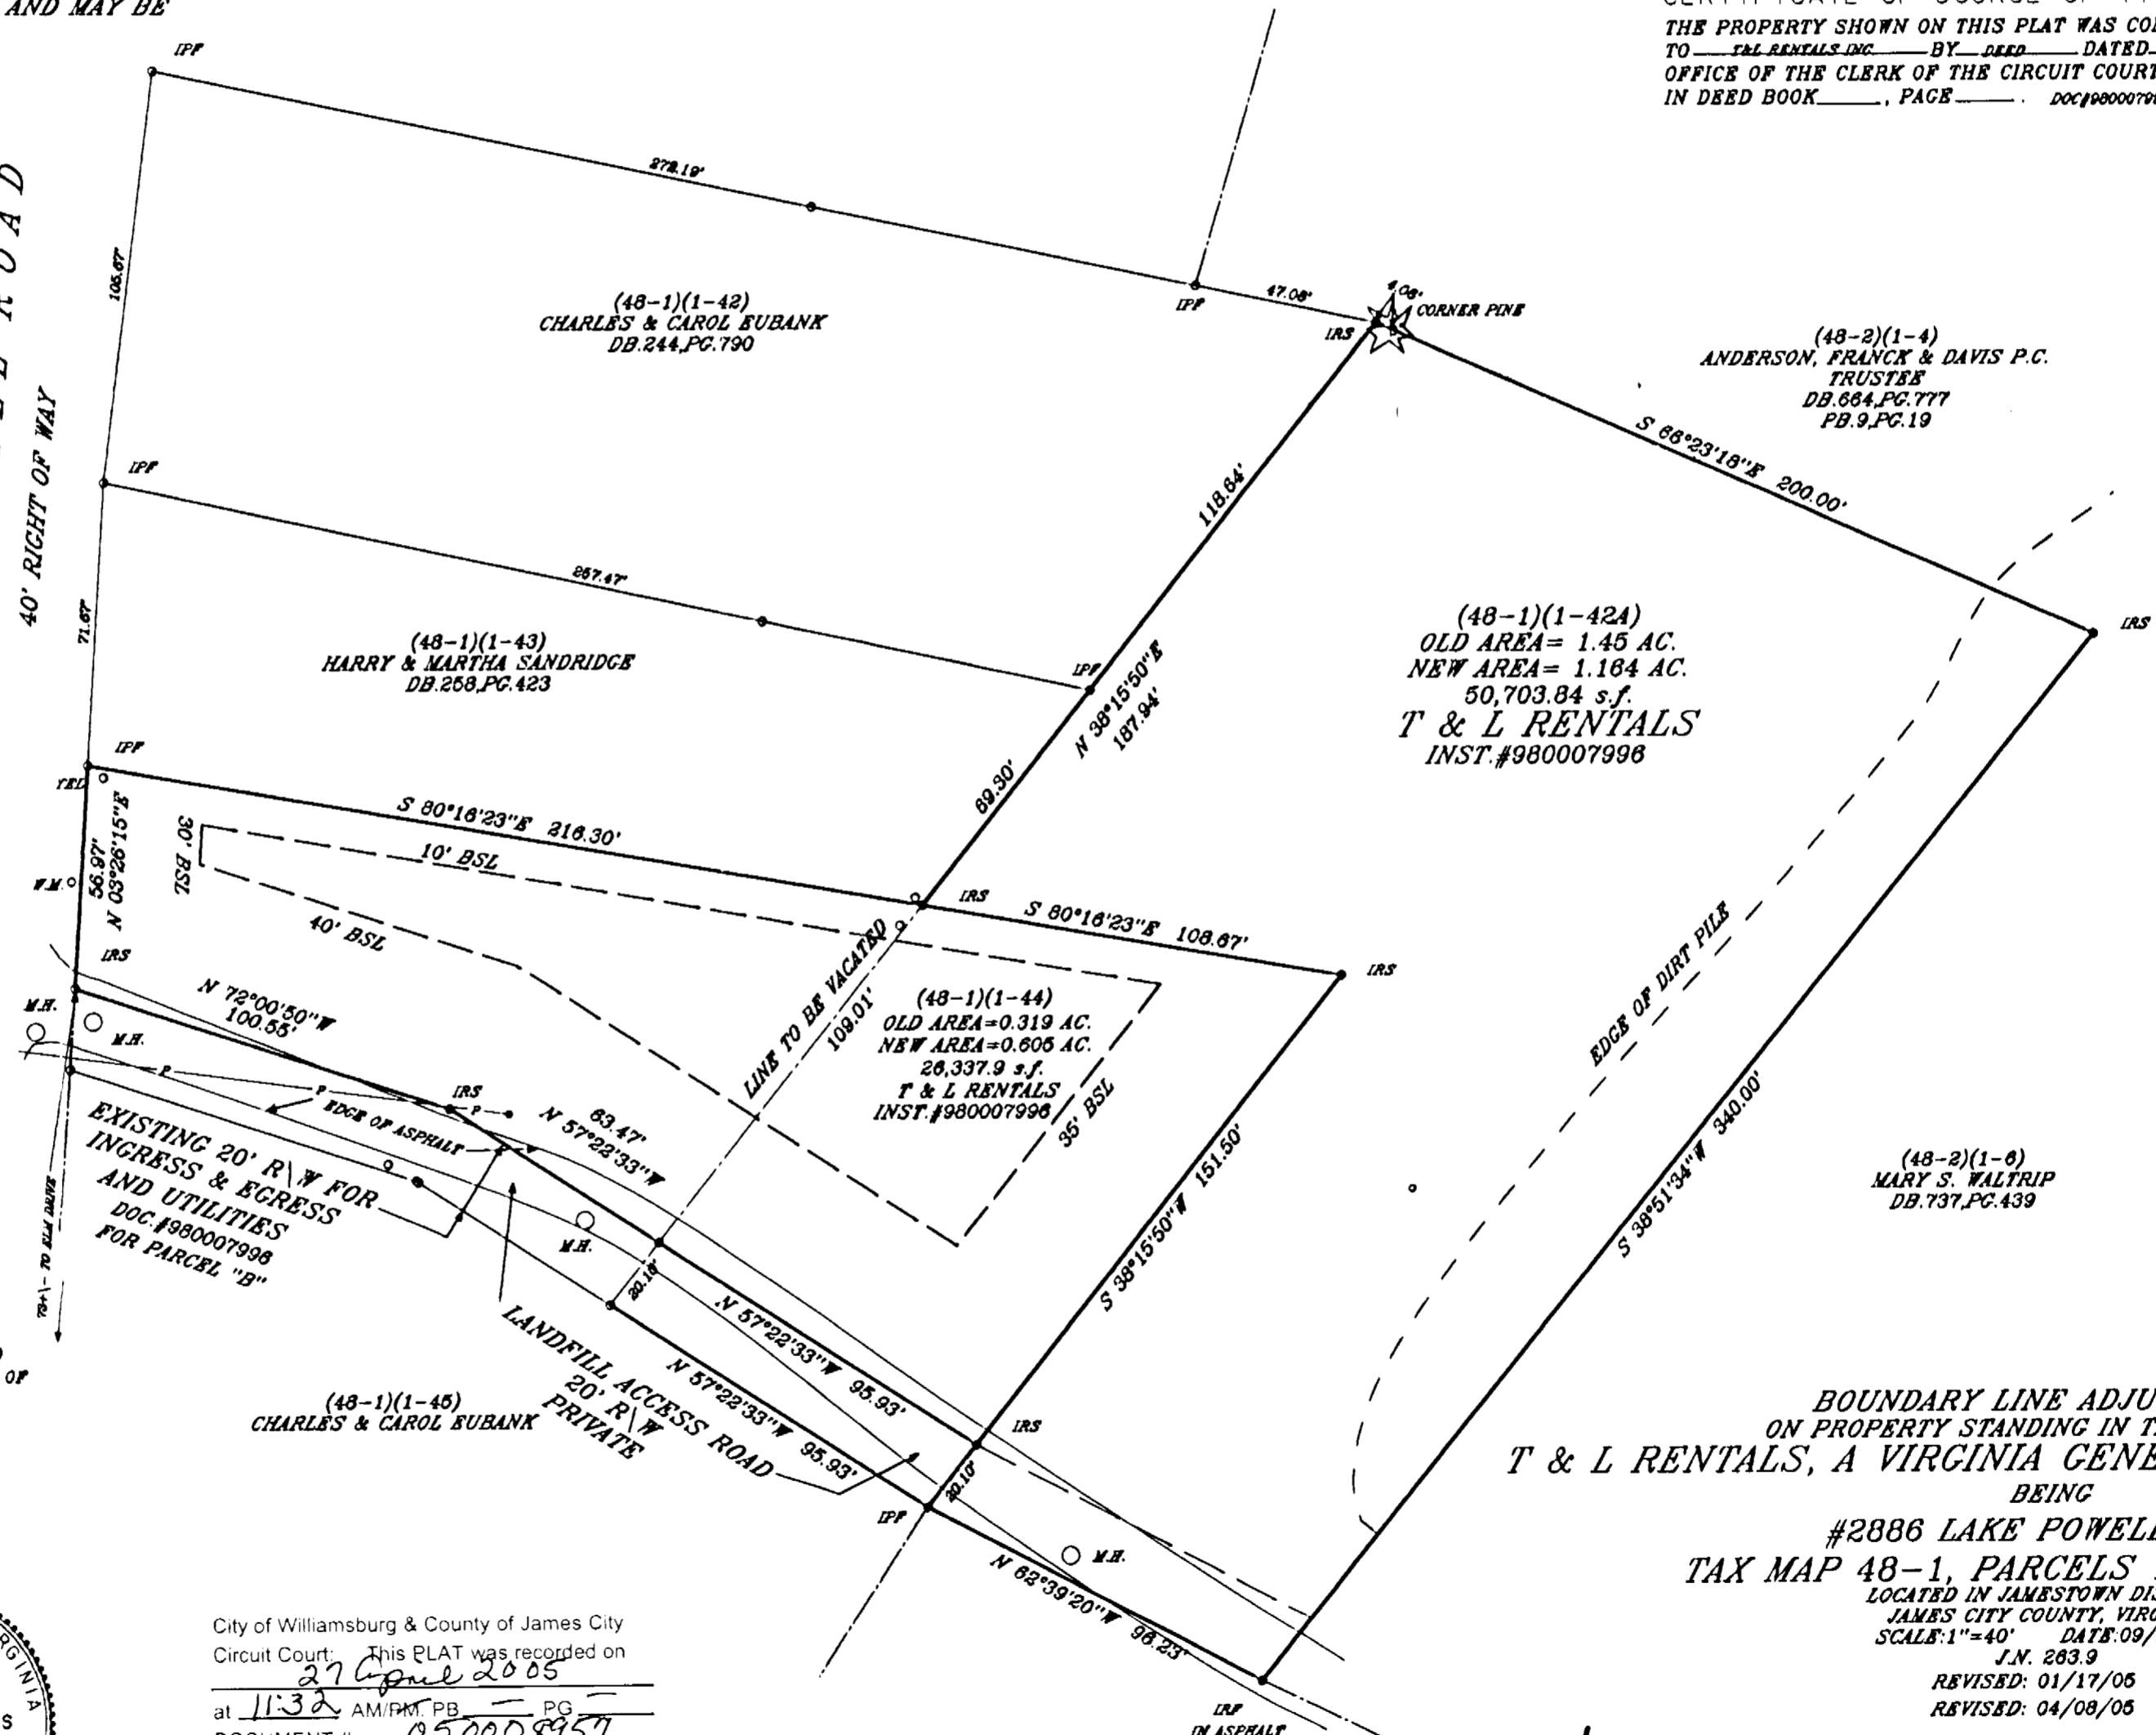 AND MAY BE
THE PROPERTY SHOWN ON THIS PLAT WAS
TO T&L RENTALS INC BY DEED DATED
OFFICE OF THE CLERK OF THE CIRCUIT COURT
IN DEED BOOK____, PAGE____.
IPF
272.19'
105.67'
ROAD
40' RIGHT OF WAY
(48-1)(1-42)
CHARLES & CAROL EUBANK
DB.244,PG.790
IPF
47.08'
4.06'
CORNER PINE
IRS
(48-2)(1-4)
ANDERSON, FRANCK & DAVIS P.C.
TRUSTEE
DB.664,PG.777
PB.9,PG.19
S 66°23'18"E 200.00'
IRS
118.64'
IPF
257.47'
71.67'
(48-1)(1-43)
HARRY & MARTHA SANDRIDGE
DB.258,PG.423
IPF
N 38°15'50"E
187.94'
69.30'
(48-1)(1-42A)
OLD AREA= 1.45 AC.
NEW AREA= 1.164 AC.
50,703.84 s.f.
T & L RENTALS
INST.#980007996
IPF
S 80°16'23"E 216.30'
56.97'
N 03°26'15"E
30' BSL
10' BSL
40' BSL
W.M.
IRS
IRS
S 80°16'23"E 108.67'
IRS
LINE TO BE VACATED
109.01'
(48-1)(1-44)
OLD AREA=0.319 AC.
NEW AREA=0.605 AC.
26,337.9 s.f.
T & L RENTALS
INST.#980007996
35' BSL
EDGE OF DIRT PILE
S 38°51'34"W 340.00'
S 38°15'50"W 151.50'
(48-2)(1-6)
MARY S. WALTRIP
DB.737,PG.439
N 72°00'50"W
100.55'
M.H.
M.H.
P
P
P
IRS
EDGE OF ASPHALT
63.47'
N 57°22'33"W
EXISTING 20' R\W FOR
INGRESS & EGRESS
AND UTILITIES
DOC.#980007996
FOR PARCEL "B"
73+\- TO ELM DRIVE
M.H.
20.10'
N 57°22'33"W 95.93'
N 57°22'33"W 95.93'
LANDFILL ACCESS ROAD
20' R\W
PRIVATE
IRS
20.10'
IPF
M.H.
N 62°39'20"W 96.23'
IRF
IN ASPHALT
OF
(48-1)(1-45)
CHARLES & CAROL EUBANK
BOUNDARY LINE
ON PROPERTY STANDING IN
T & L RENTALS, A VIRGINIA
BEING
#2886 LAKE
TAX MAP 48-1, PARCELS
LOCATED IN JAMESTOWN
JAMES CITY COUNTY,
SCALE:1"=40' DATE:09/
J.N. 263.9
REVISED: 01/17/05
REVISED: 04/08/05
City of Williamsburg & County of James City
Circuit Court: This PLAT was recorded on
27 April 2005
at 11:32 AM/PM. PB — PG —
DOCUMENT # 050008957